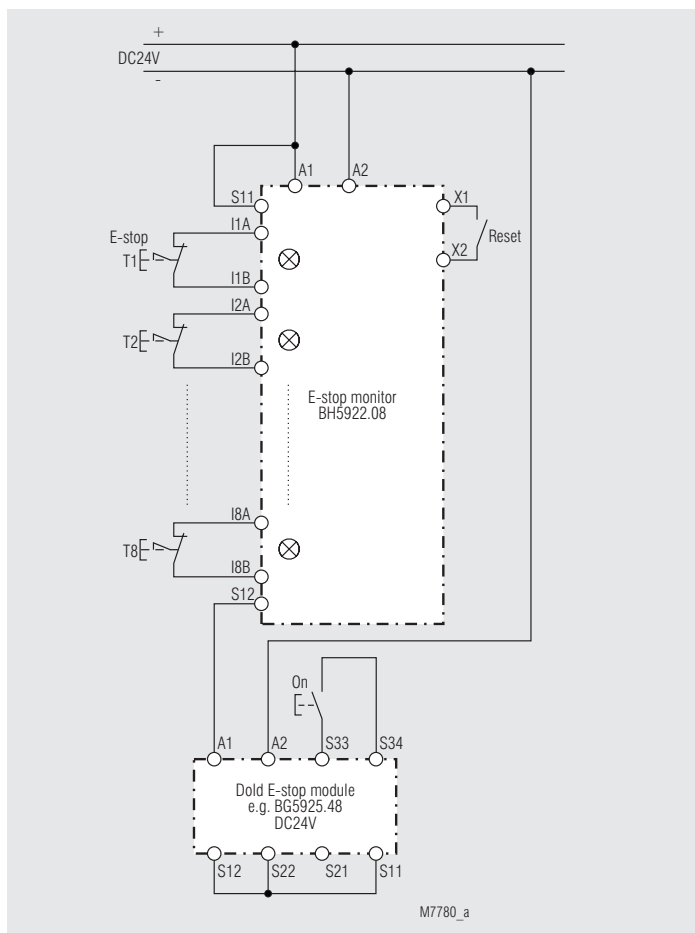 +
DC24V
-
A1
A2
S11
X1
I1A
E-stop
Reset
T1
X2
I1B
I2A
T2
I2B
E-stop monitor
BH5922.08
I8A
T8
I8B
S12
On
A1
A2
S33
S34
Dold E-stop module
e.g. BG5925.48
DC24V
S12
S22
S21
S11
M7780_a